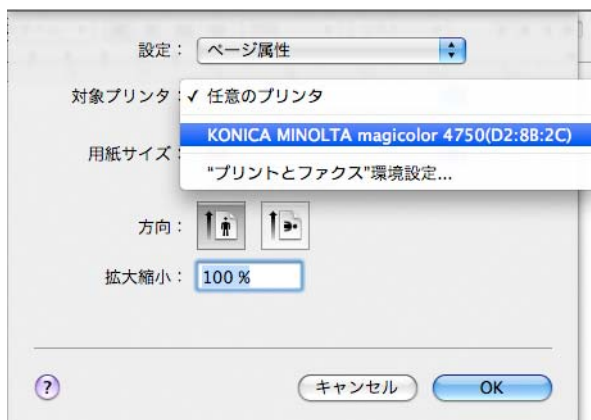 設定： ページ属性
対象プリンタ： ✓ 任意のプリンタ
KONICA MINOLTA magicolor 4750(D2:8B:2C)
用紙サイズ：
“プリントとファクス”環境設定...
方向：
拡大縮小： 100 %
? キャンセル OK